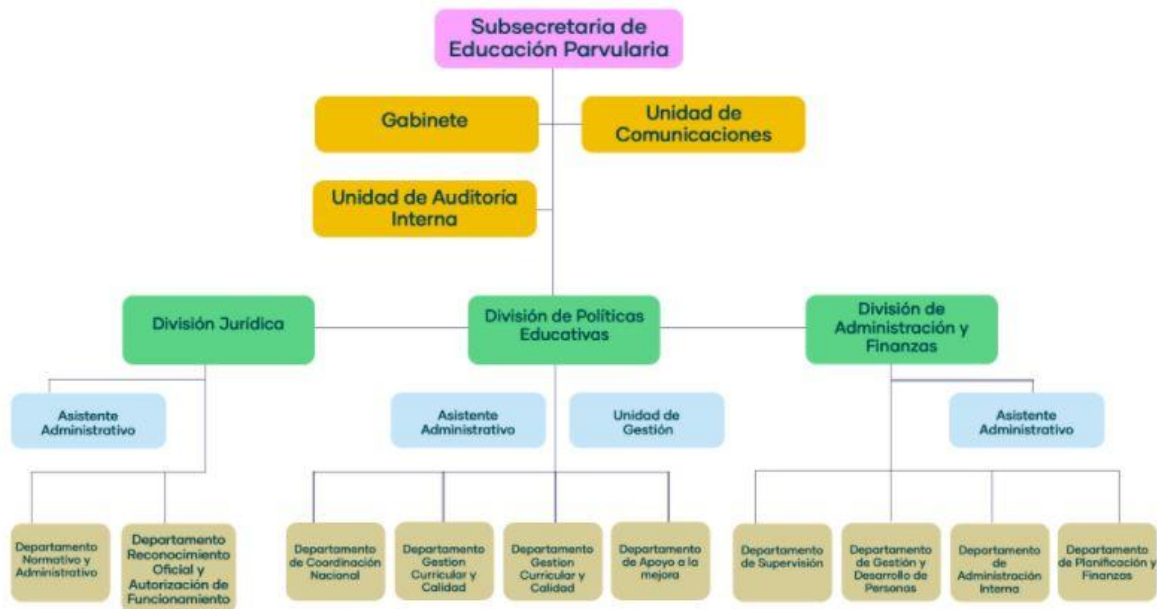 Subsecretaria de
Educación Parvularia
Gabinete
Unidad de
Comunicaciones
Unidad de Auditoría
Interna
División Jurídica
División de Políticas
Educativas
División de
Administración y
Finanzas
Asistente
Administrativo
Asistente
Administrativo
Unidad de
Gestión
Asistente
Administrativo
Departamento
Normativo y
Administrativo
Departamento
Reconocimiento
Oficial y
Autorización de
Funcionamiento
Departamento
de Coordinación
Nacional
Departamento
Gestion
Curricular y
Calidad
Departamento
Gestion
Curricular y
Calidad
Departamento
de Apoyo a la
mejora
Departamento
de Supervisión
Departamento
de Gestión y
Desarrollo de
Personas
Departamento
de
Administración
Interna
Departamento
de Planificación y
Finanzas